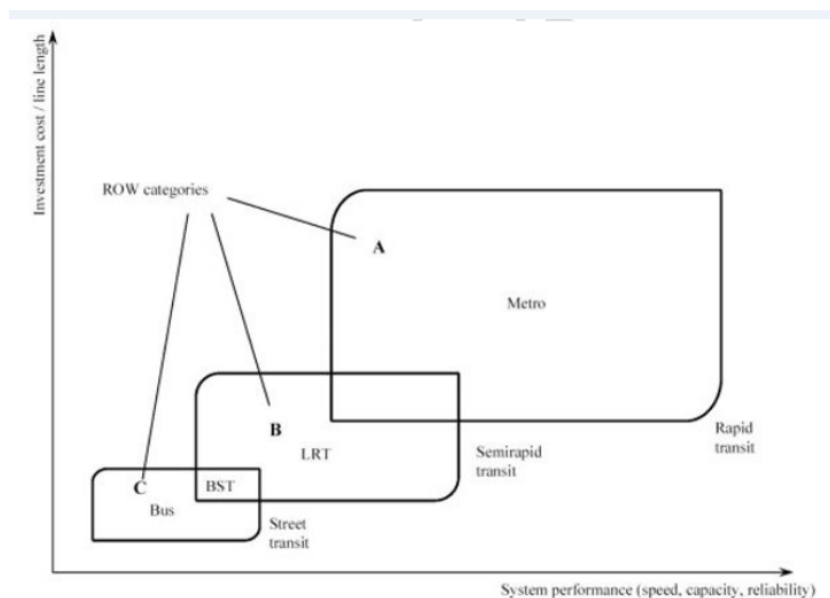 Investment cost / line length
ROW categories
A
Metro
B
LRT
Rapid
transit
Semirapid
transit
C
BST
Bus
Street
transit
System performance (speed, capacity, reliability)